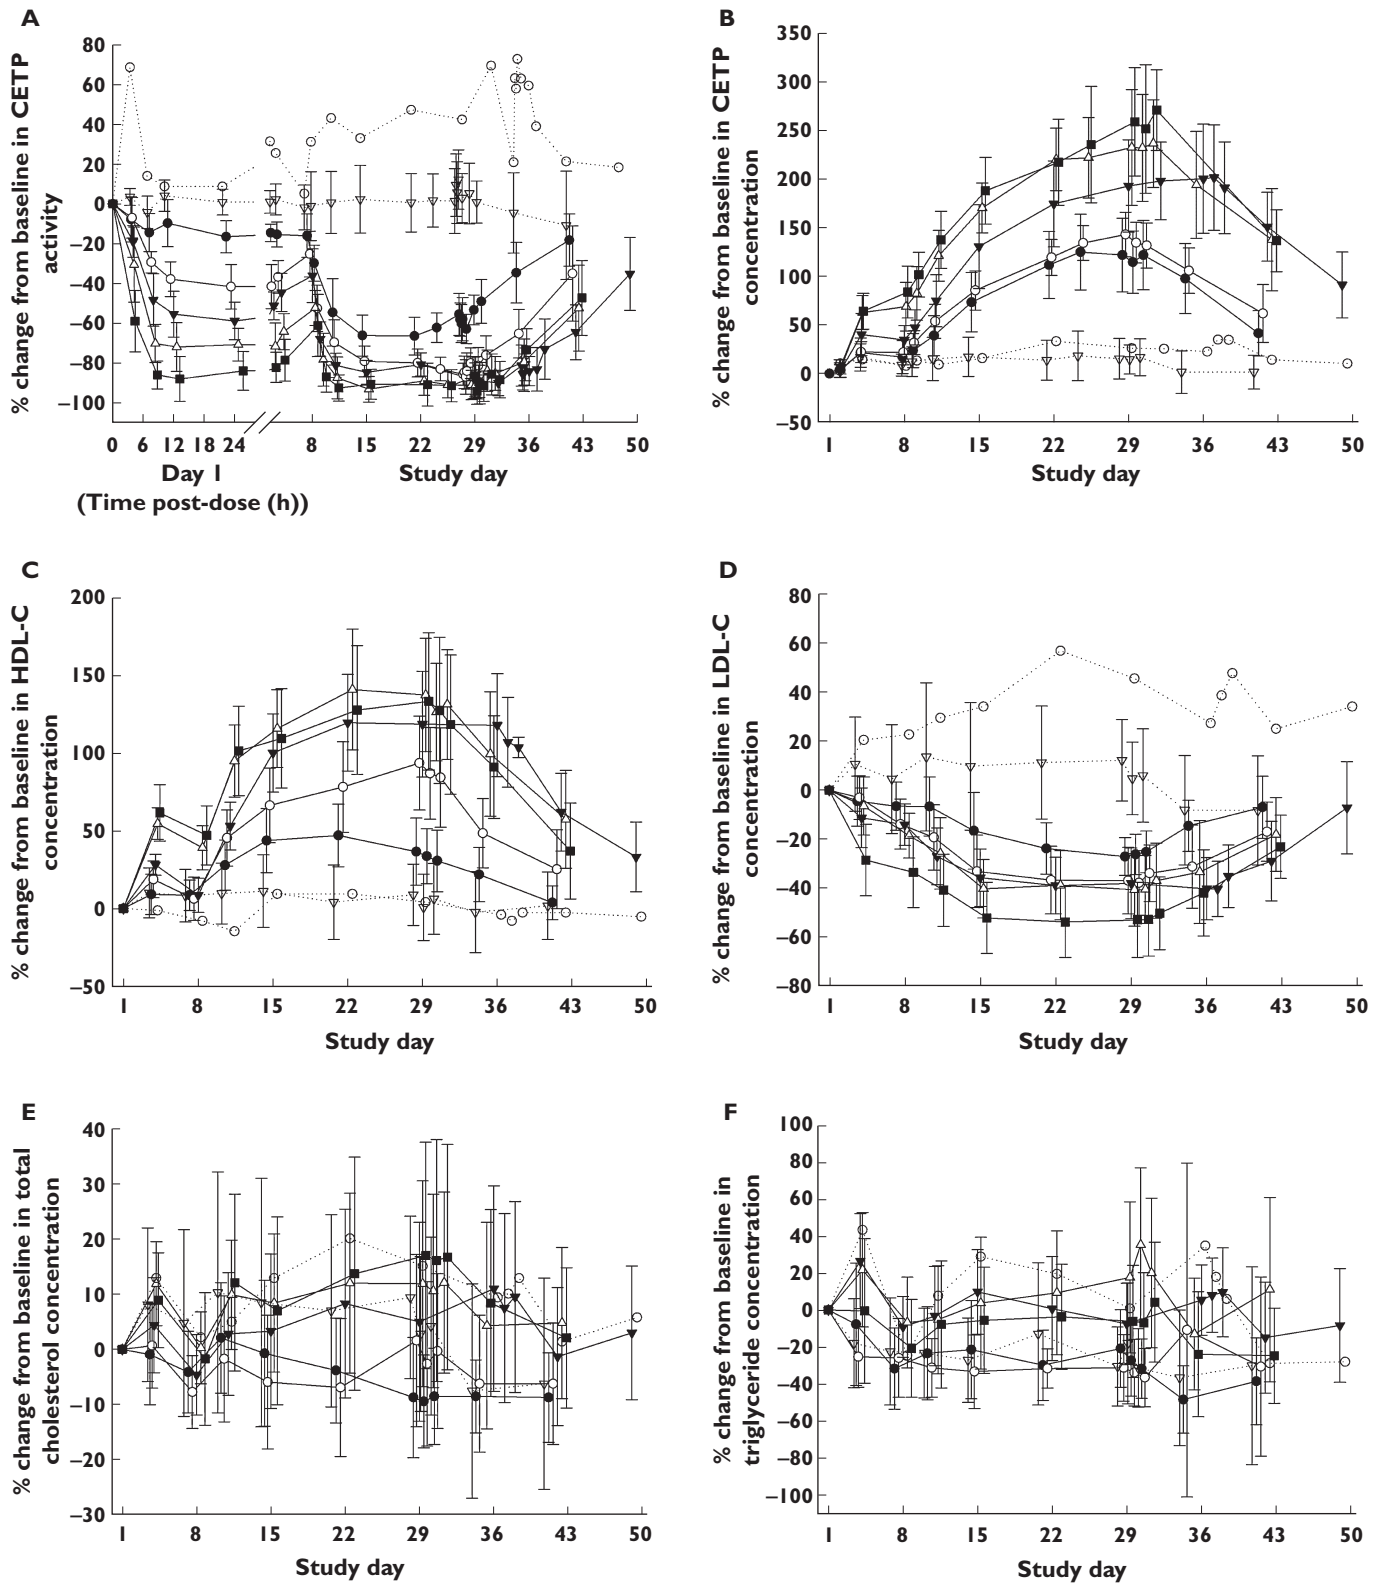 A
% change from baseline in CETP
activity
80
60
40
20
0
−20
−40
−60
−80
−100
0 6 12 18 24 8 15 22 29 36 43 50
Day 1 Study day
(Time post-dose (h))
B
% change from baseline in CETP
concentration
350
300
250
200
150
100
50
0
−50
1 8 15 22 29 36 43 50
Study day
C
% change from baseline in HDL-C
concentration
200
150
100
50
0
−50
1 8 15 22 29 36 43 50
Study day
D
% change from baseline in LDL-C
concentration
80
60
40
20
0
−20
−40
−60
−80
1 8 15 22 29 36 43 50
Study day
E
% change from baseline in total
cholesterol concentration
40
30
20
10
0
−10
−20
−30
1 8 15 22 29 36 43 50
Study day
F
% change from baseline in
triglyceride concentration
100
80
60
40
20
0
−20
−40
−60
−80
−100
1 8 15 22 29 36 43 50
Study day